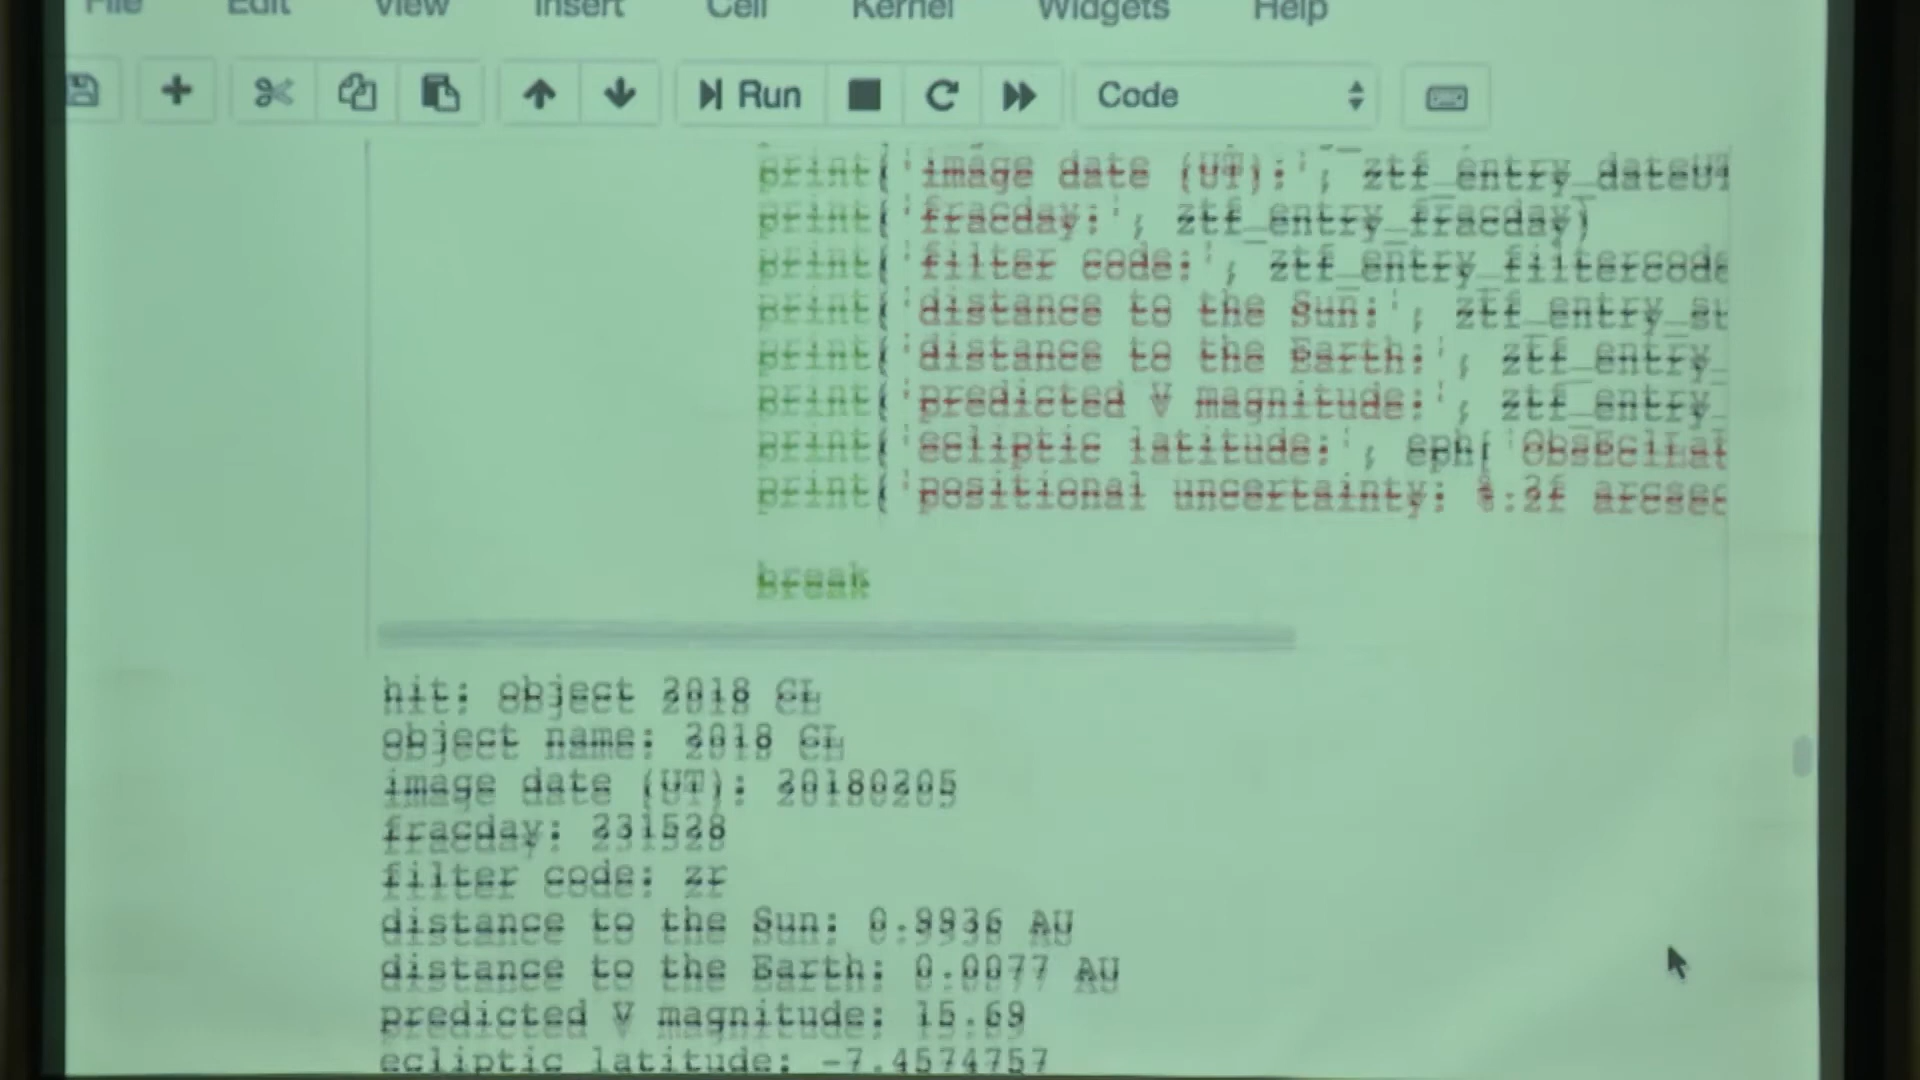 File Edit View Insert Cell Kernel Widgets Help
Run Code
print('image date (UT):', ztf_entry_dateUT
print('fracday:', ztf_entry_fracday)
print('filter code:', ztf_entry_filtercode
print('distance to the Sun:', ztf_entry_su
print('distance to the Earth:', ztf_entry_
print('predicted V magnitude:', ztf_entry_
print('ecliptic latitude:', eph['ObsEclLat
print('positional uncertainty: %.2f arcsec
break
hit: object 2018 CL
object name: 2018 CL
image date (UT): 20180205
fracday: 231528
filter code: zr
distance to the Sun: 0.9936 AU
distance to the Earth: 0.0077 AU
predicted V magnitude: 15.69
ecliptic latitude: -7.4574757